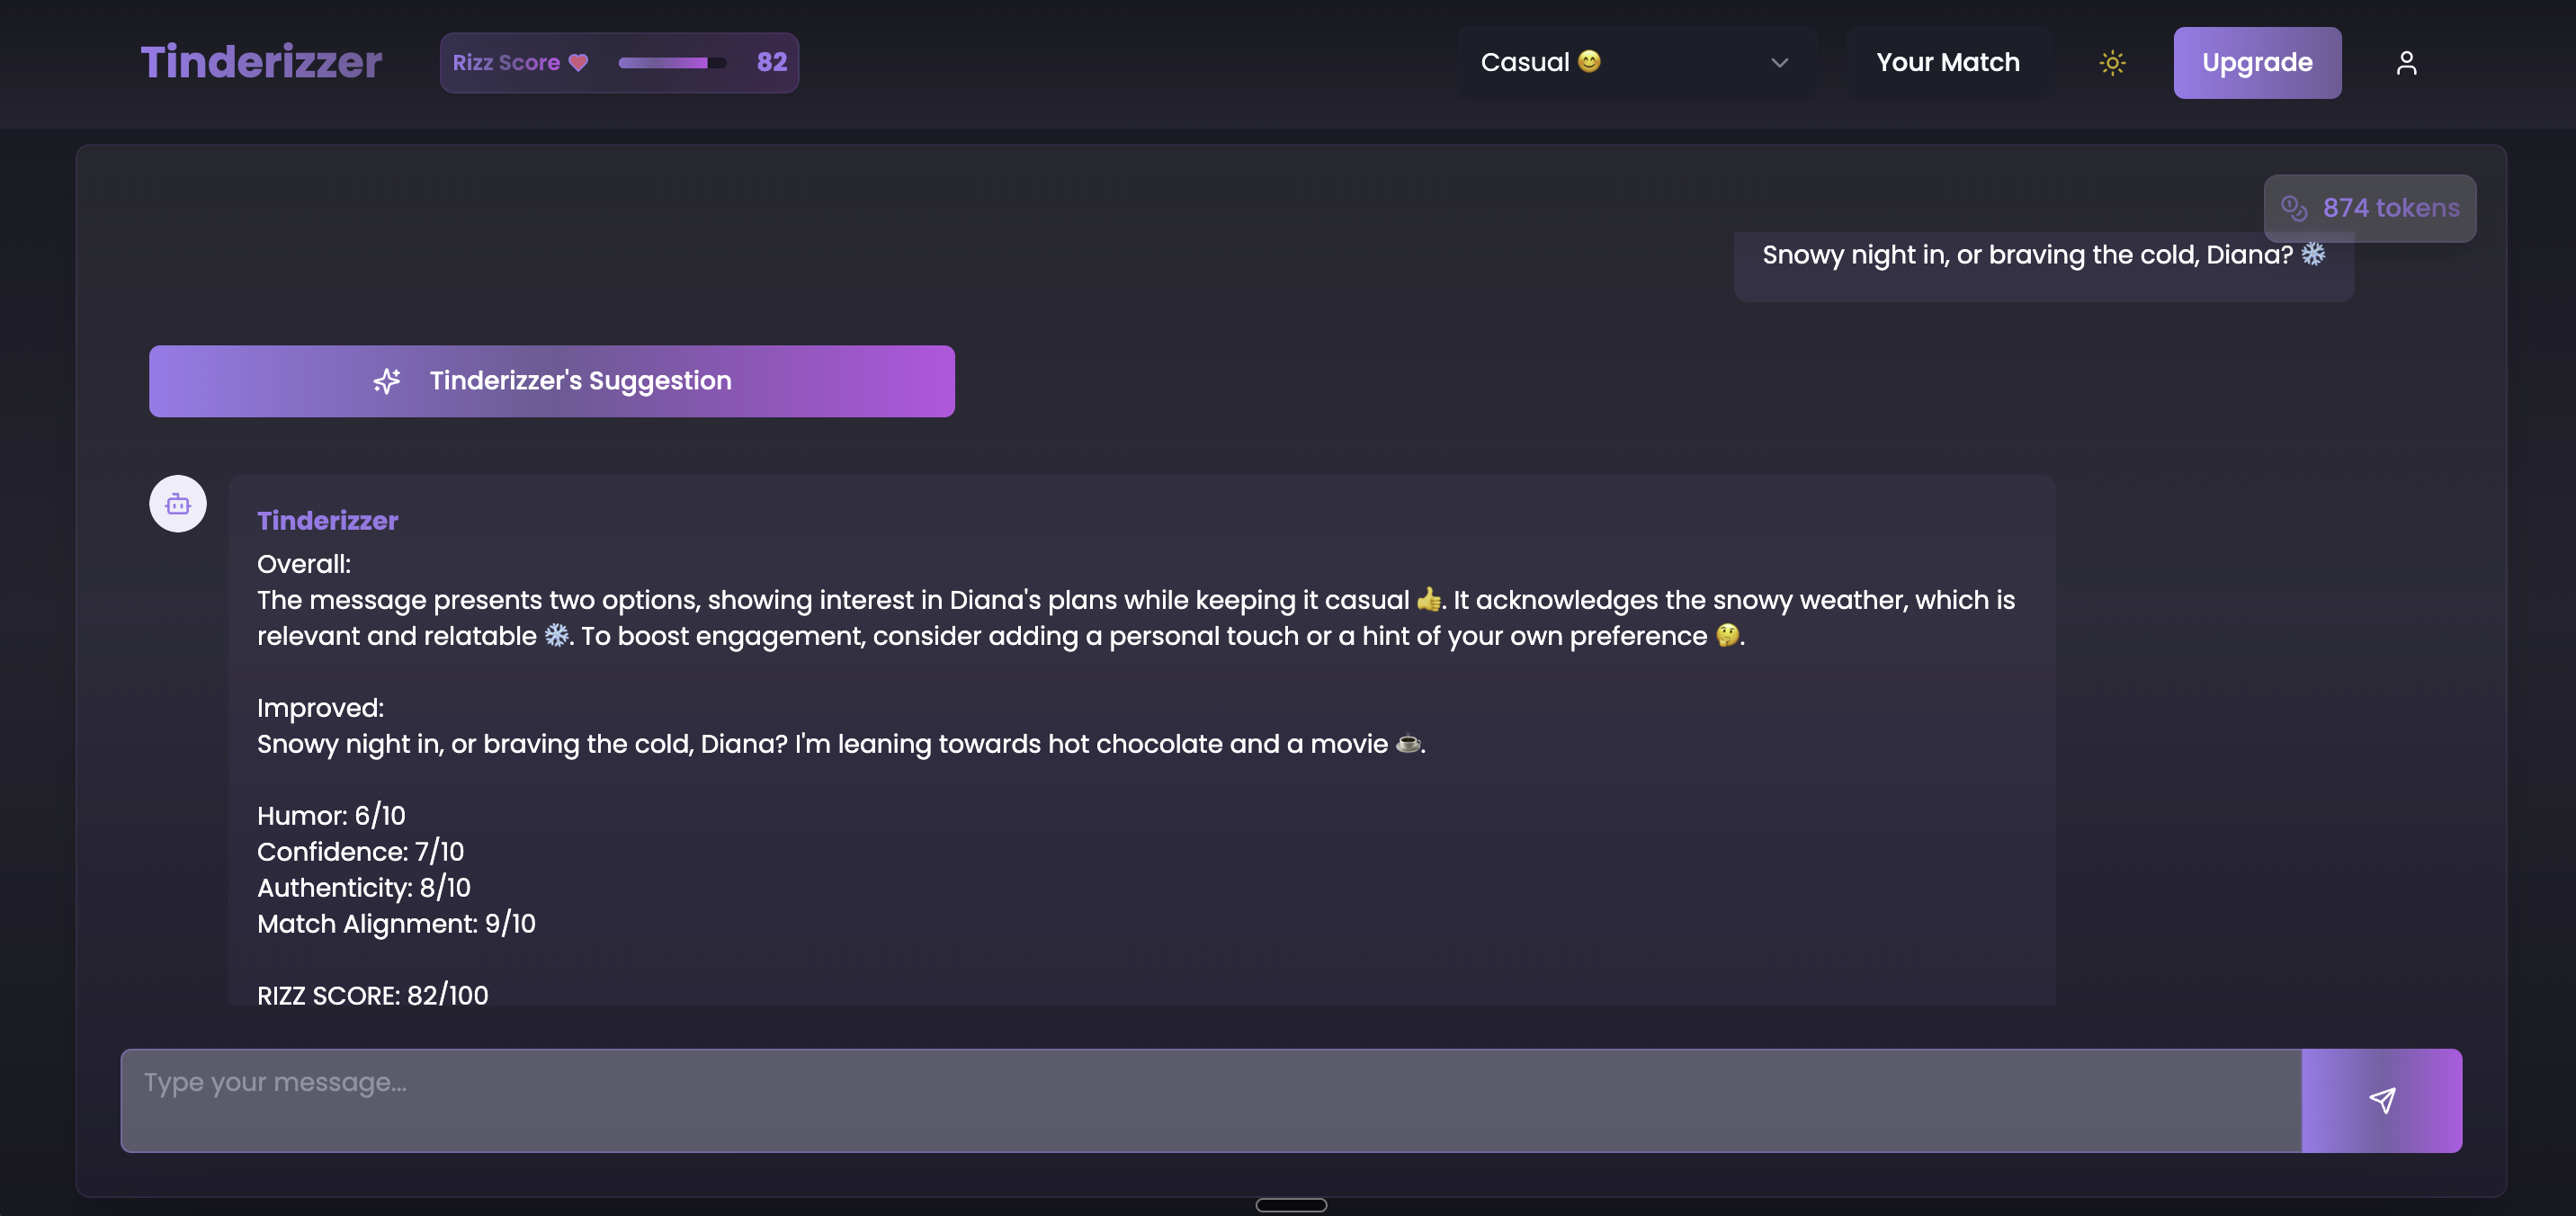 Tinderizzer
Rizz Score 💜 82
Casual 😊
Your Match
Upgrade
874 tokens
Snowy night in, or braving the cold, Diana? ❄️
Tinderizzer's Suggestion
Tinderizzer
Overall:
The message presents two options, showing interest in Diana's plans while keeping it casual 👍. It acknowledges the snowy weather, which is
relevant and relatable ❄️. To boost engagement, consider adding a personal touch or a hint of your own preference 🤔.
Improved:
Snowy night in, or braving the cold, Diana? I'm leaning towards hot chocolate and a movie ☕.
Humor: 6/10
Confidence: 7/10
Authenticity: 8/10
Match Alignment: 9/10
RIZZ SCORE: 82/100
Type your message...